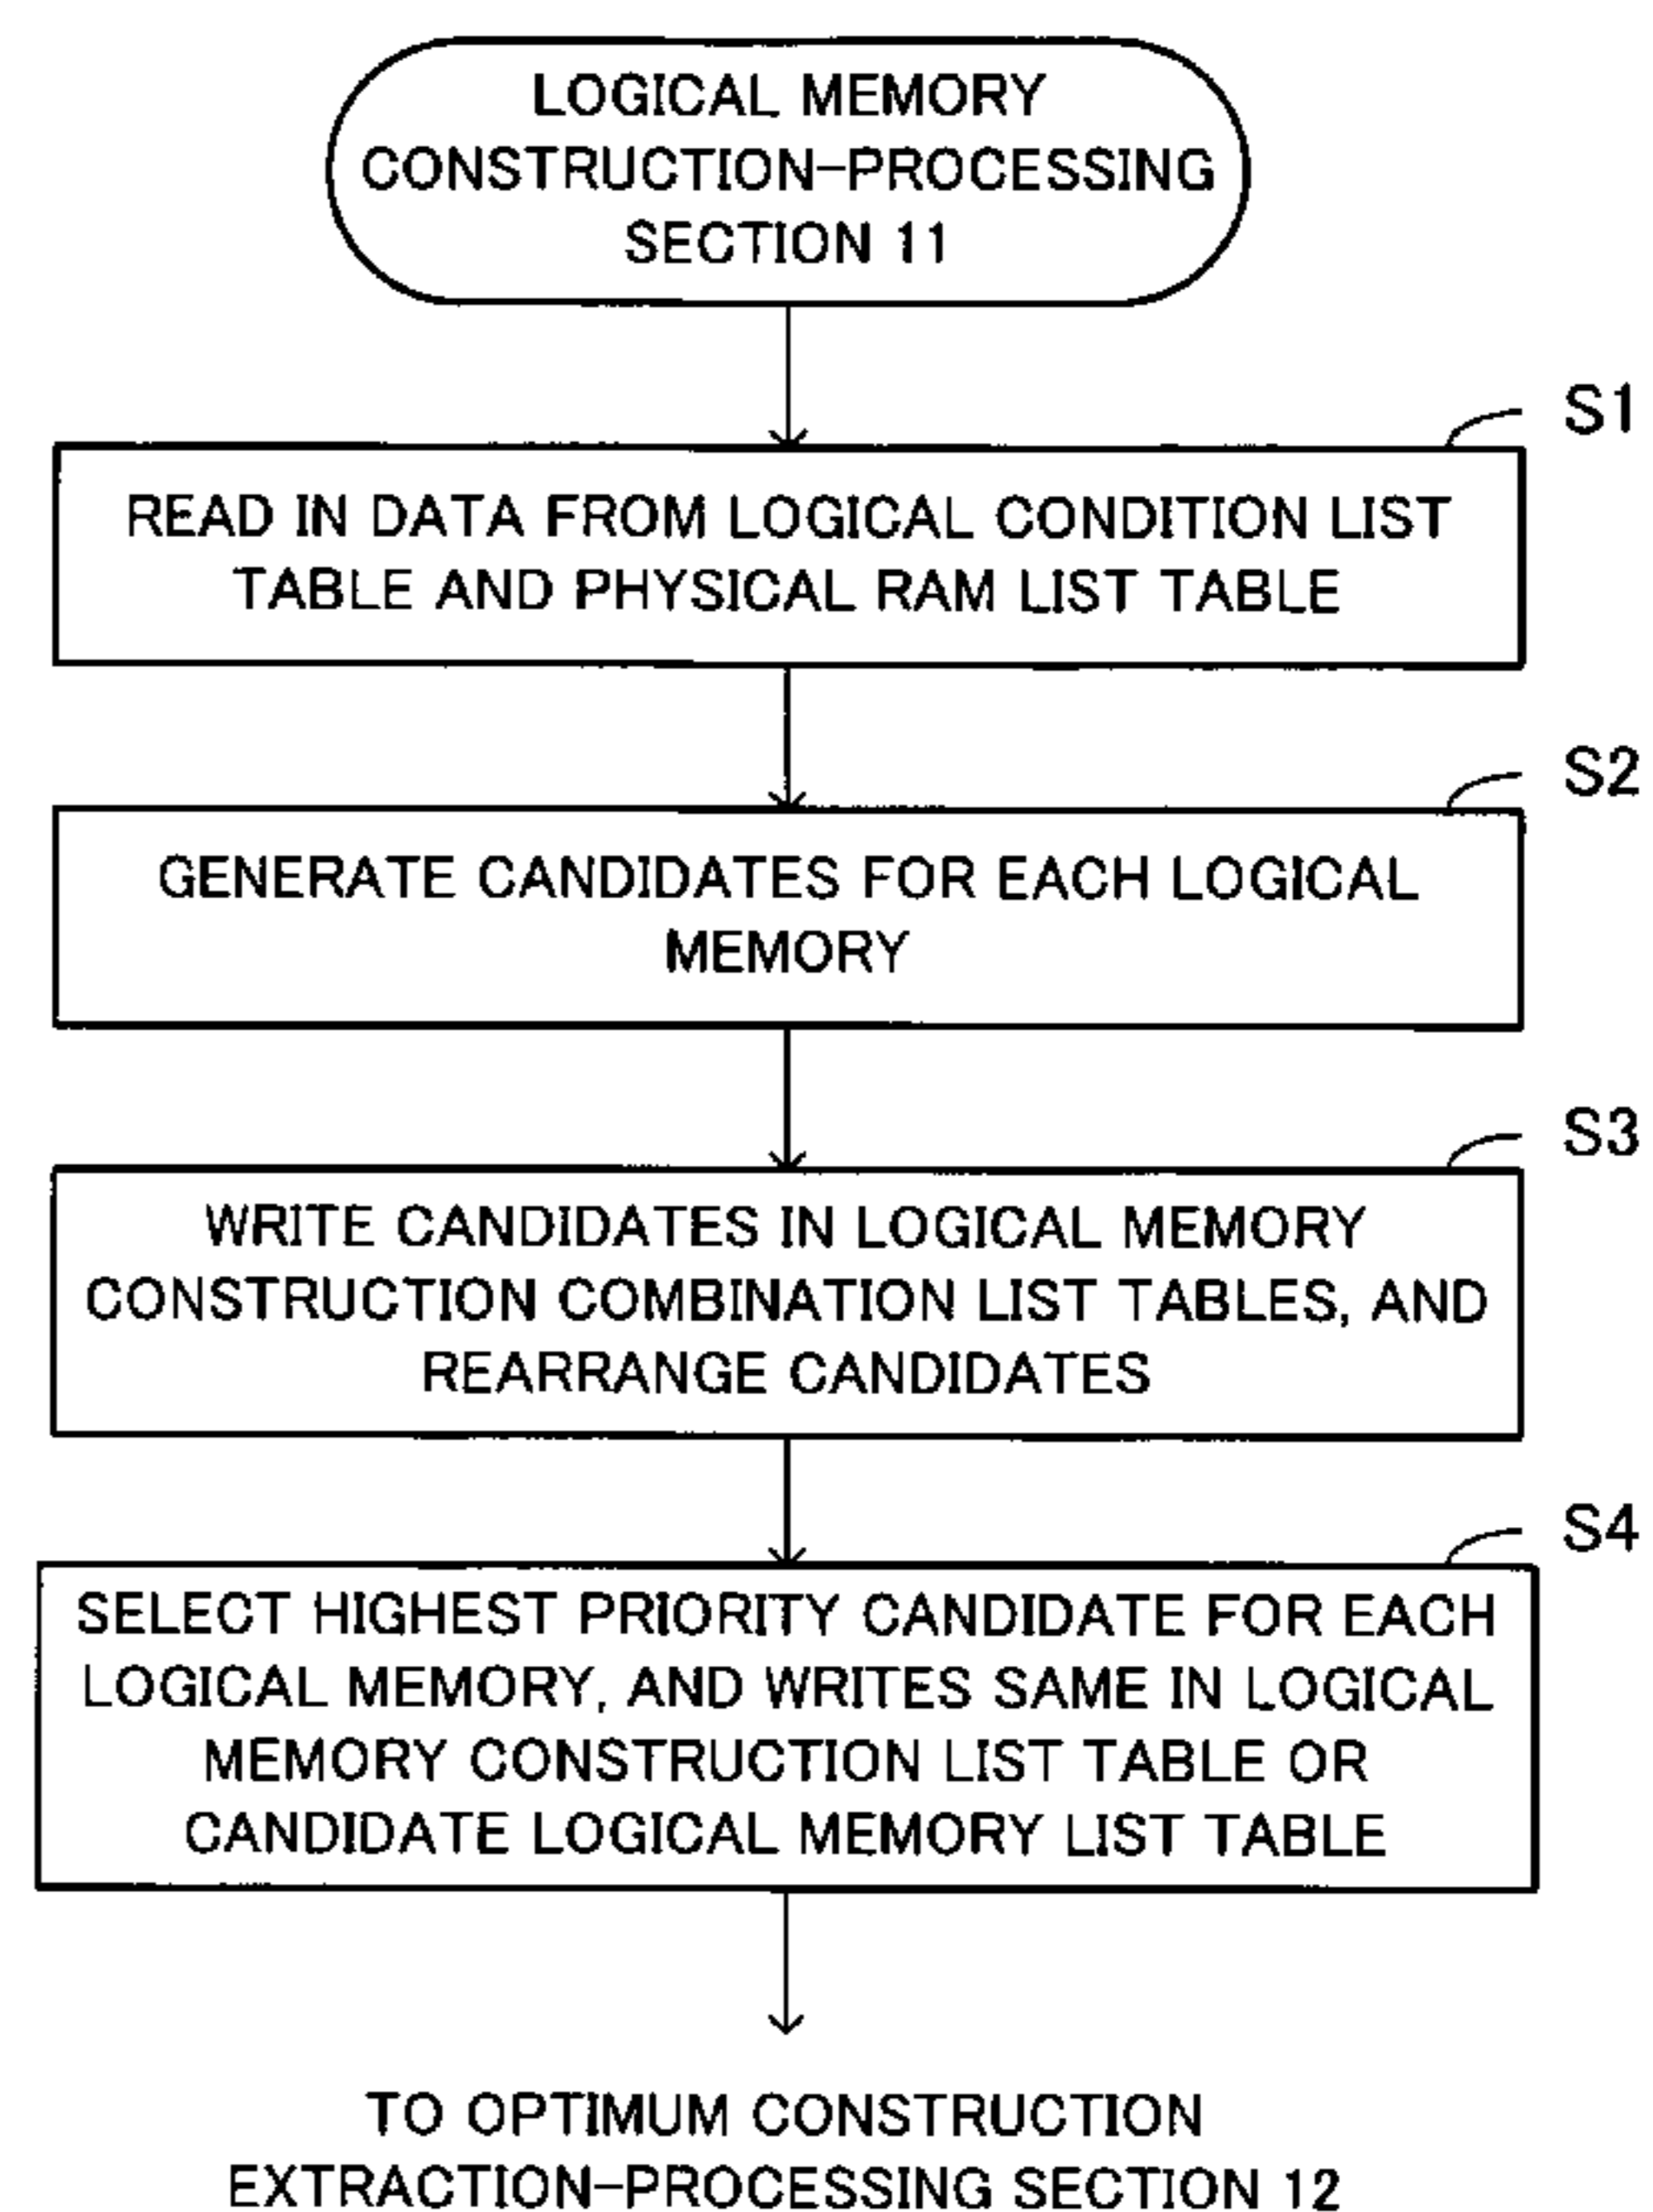 LOGICAL MEMORY
CONSTRUCTION-PROCESSING
SECTION 11
S1
READ IN DATA FROM LOGICAL CONDITION LIST
TABLE AND PHYSICAL RAM LIST TABLE
S2
GENERATE CANDIDATES FOR EACH LOGICAL
MEMORY
S3
WRITE CANDIDATES IN LOGICAL MEMORY
CONSTRUCTION COMBINATION LIST TABLES, AND
REARRANGE CANDIDATES
S4
SELECT HIGHEST PRIORITY CANDIDATE FOR EACH
LOGICAL MEMORY, AND WRITES SAME IN LOGICAL
MEMORY CONSTRUCTION LIST TABLE OR
CANDIDATE LOGICAL MEMORY LIST TABLE
TO OPTIMUM CONSTRUCTION
EXTRACTION-PROCESSING SECTION 12